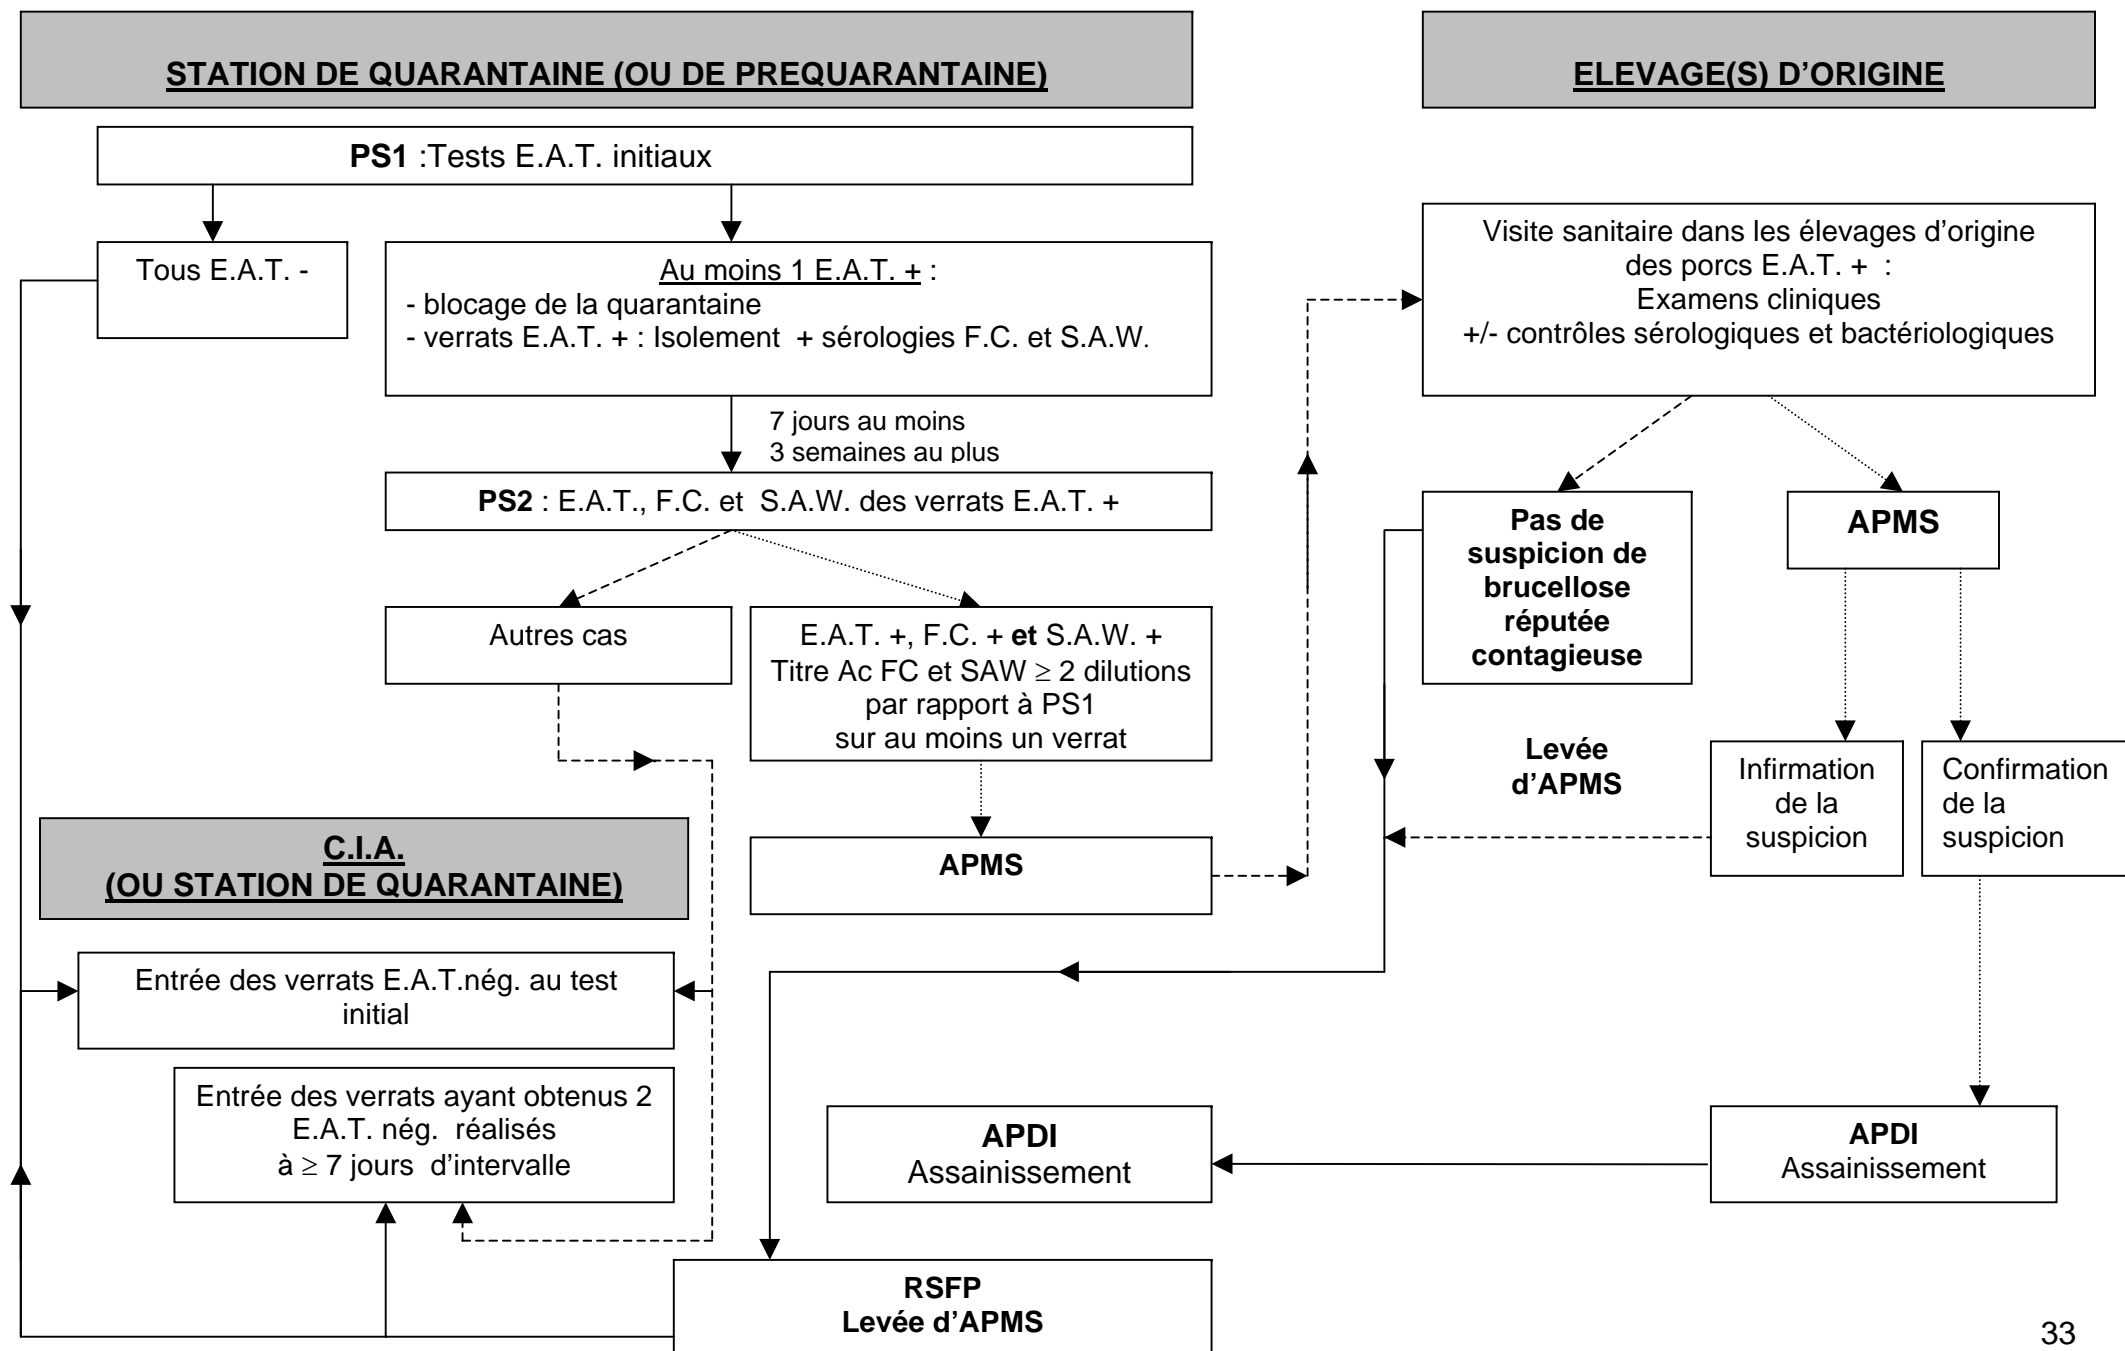 STATION DE QUARANTAINE (OU DE PREQUARANTAINE)
ELEVAGE(S) D'ORIGINE
PS1 :Tests E.A.T. initiaux
Tous E.A.T. -
Au moins 1 E.A.T. + :
- blocage de la quarantaine
- verrats E.A.T. + : Isolement + sérologies F.C. et S.A.W.
Visite sanitaire dans les élevages d'origine
des porcs E.A.T. + :
Examens cliniques
+/- contrôles sérologiques et bactériologiques
7 jours au moins
3 semaines au plus
PS2 : E.A.T., F.C. et S.A.W. des verrats E.A.T. +
Pas de
suspicion de
brucellose
réputée
contagieuse
APMS
Autres cas
E.A.T. +, F.C. + et S.A.W. +
Titre Ac FC et SAW ≥ 2 dilutions
par rapport à PS1
sur au moins un verrat
Levée
d'APMS
Infirmation
de la
suspicion
Confirmation
de la
suspicion
C.I.A.
(OU STATION DE QUARANTAINE)
APMS
Entrée des verrats E.A.T.nég. au test
initial
Entrée des verrats ayant obtenus 2
E.A.T. nég. réalisés
à ≥ 7 jours d'intervalle
APDI
Assainissement
APDI
Assainissement
RSFP
Levée d'APMS
33